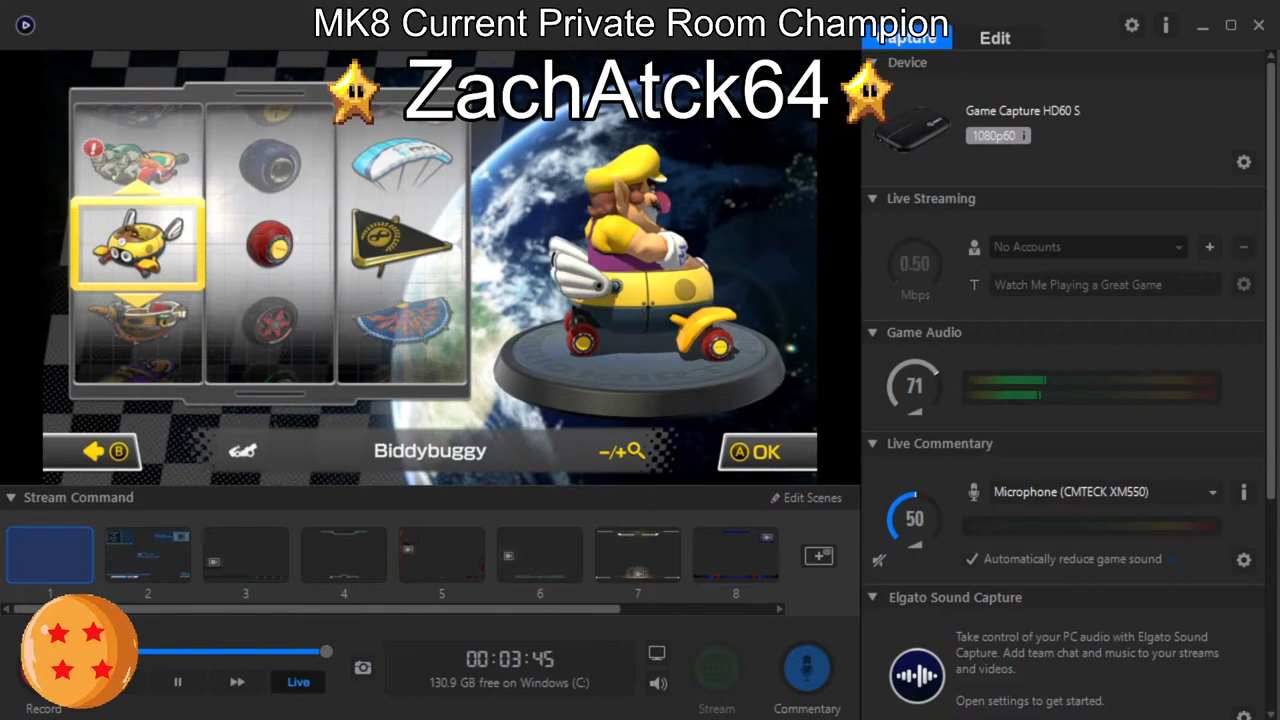 MK8 Current Private Room Champion
ZachAtck64
Capture
Edit
Device
Game Capture HD60 S
1080p60 i
Live Streaming
0.50
Mbps
No Accounts
T Watch Me Playing a Great Game
Game Audio
71
Live Commentary
50
Microphone (CMTECK XM550)
Automatically reduce game sound
Elgato Sound Capture
Take control of your PC audio with Elgato Sound
Capture. Add team chat and music to your streams
and videos.
Open settings to get started.
B
Biddybuggy
−/+
A OK
Stream Command
Edit Scenes
1 2 3 4 5 6 7 8
Live
00:03:45
130.9 GB free on Windows (C:)
Record
Stream
Commentary